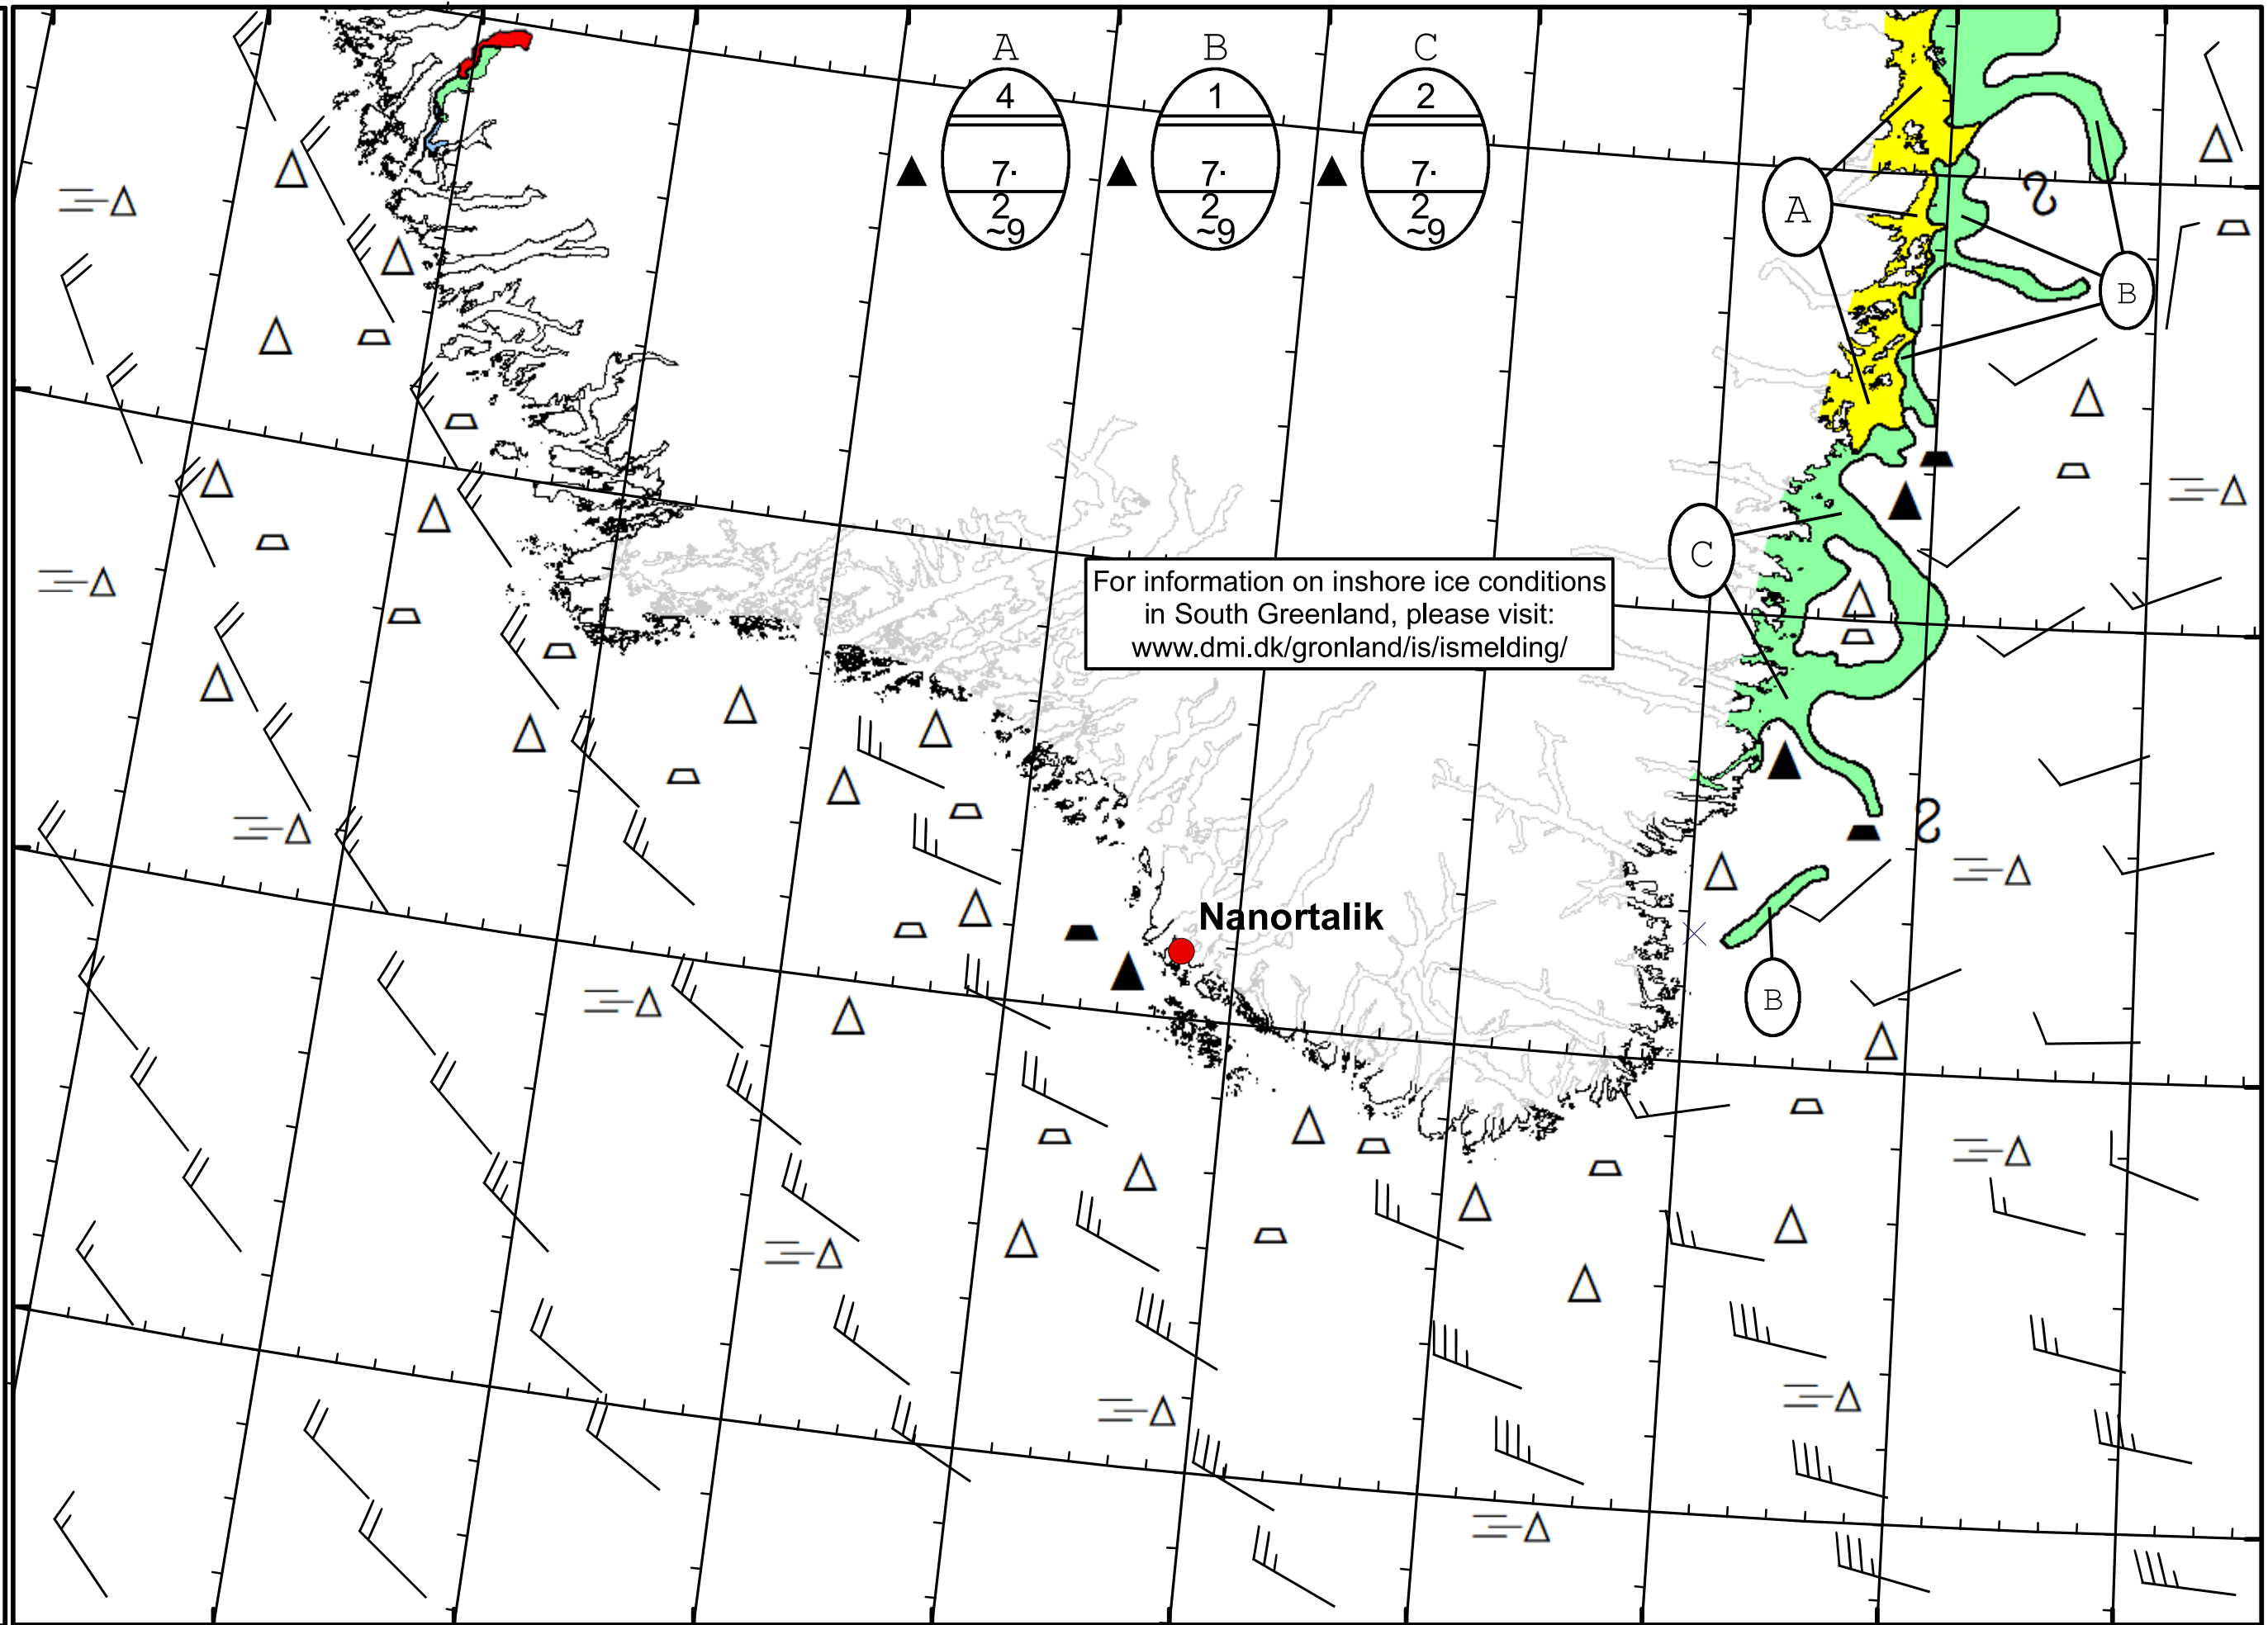 A B C
4 1 2
7· 7· 7·
2 2 2
~9 ~9 ~9
A
B
C
For information on inshore ice conditions
in South Greenland, please visit:
www.dmi.dk/gronland/is/ismelding/
Nanortalik
B